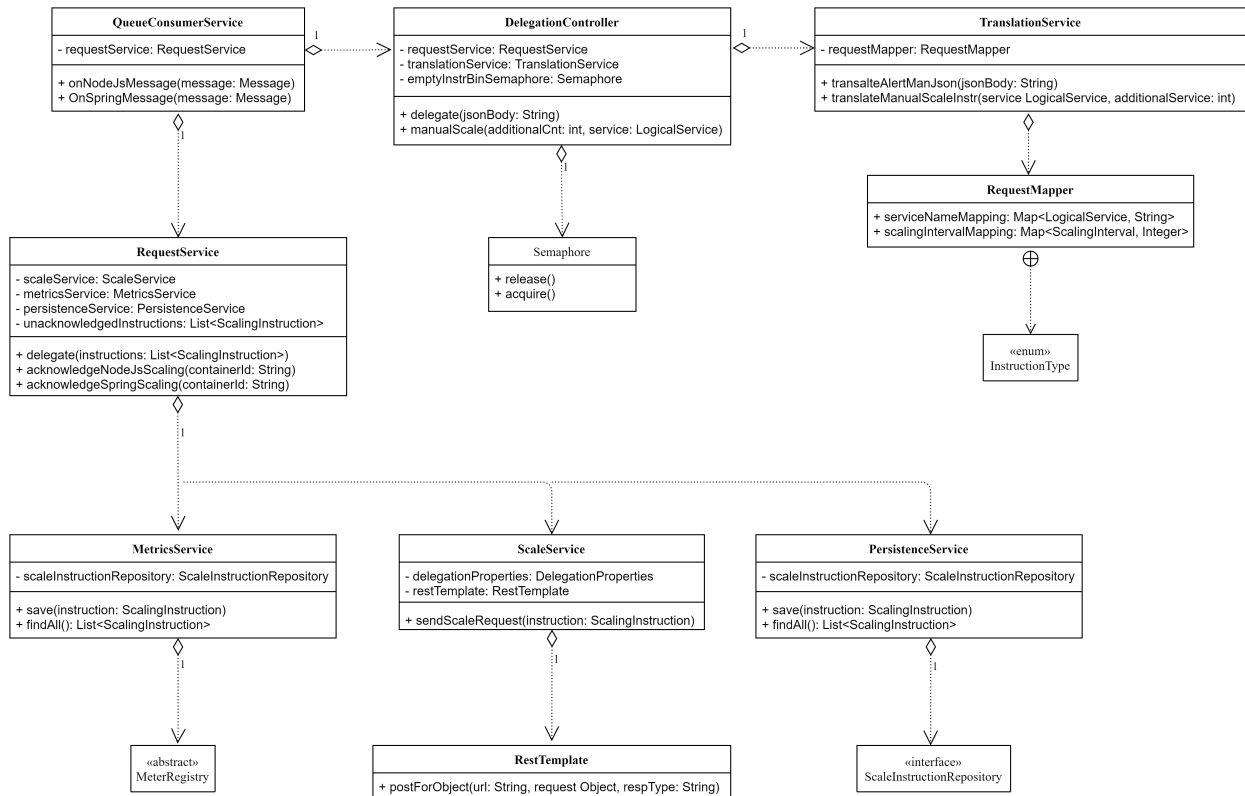 QueueConsumerService
- requestService: RequestService
+ onNodeJsMessage(message: Message)
+ OnSpringMessage(message: Message)
1
1
DelegationController
- requestService: RequestService
- translationService: TranslationService
- emptyInstrBinSemaphore: Semaphore
+ delegate(jsonBody: String)
+ manualScale(additionalCnt: int, service: LogicalService)
1
1
TranslationService
- requestMapper: RequestMapper
+ transalteAlertManJson(jsonBody: String)
+ translateManualScaleInstr(service LogicalService, additionalService: int)
RequestMapper
+ serviceNameMapping: Map<LogicalService, String>
+ scalingIntervalMapping: Map<ScalingInterval, Integer>
RequestService
- scaleService: ScaleService
- metricsService: MetricsService
- persistenceService: PersistenceService
- unacknowledgedInstructions: List<ScalingInstruction>
+ delegate(instructions: List<ScalingInstruction>)
+ acknowledgeNodeJsScaling(containerId: String)
+ acknowledgeSpringScaling(containerId: String)
1
Semaphore
+ release()
+ acquire()
«enum»
InstructionType
MetricsService
- scaleInstructionRepository: ScaleInstructionRepository
+ save(instruction: ScalingInstruction)
+ findAll(): List<ScalingInstruction>
1
ScaleService
- delegationProperties: DelegationProperties
- restTemplate: RestTemplate
+ sendScaleRequest(instruction: ScalingInstruction)
1
PersistenceService
- scaleInstructionRepository: ScaleInstructionRepository
+ save(instruction: ScalingInstruction)
+ findAll(): List<ScalingInstruction>
1
«abstract»
MeterRegistry
RestTemplate
+ postForObject(url: String, request Object, respType: String)
«interface»
ScaleInstructionRepository